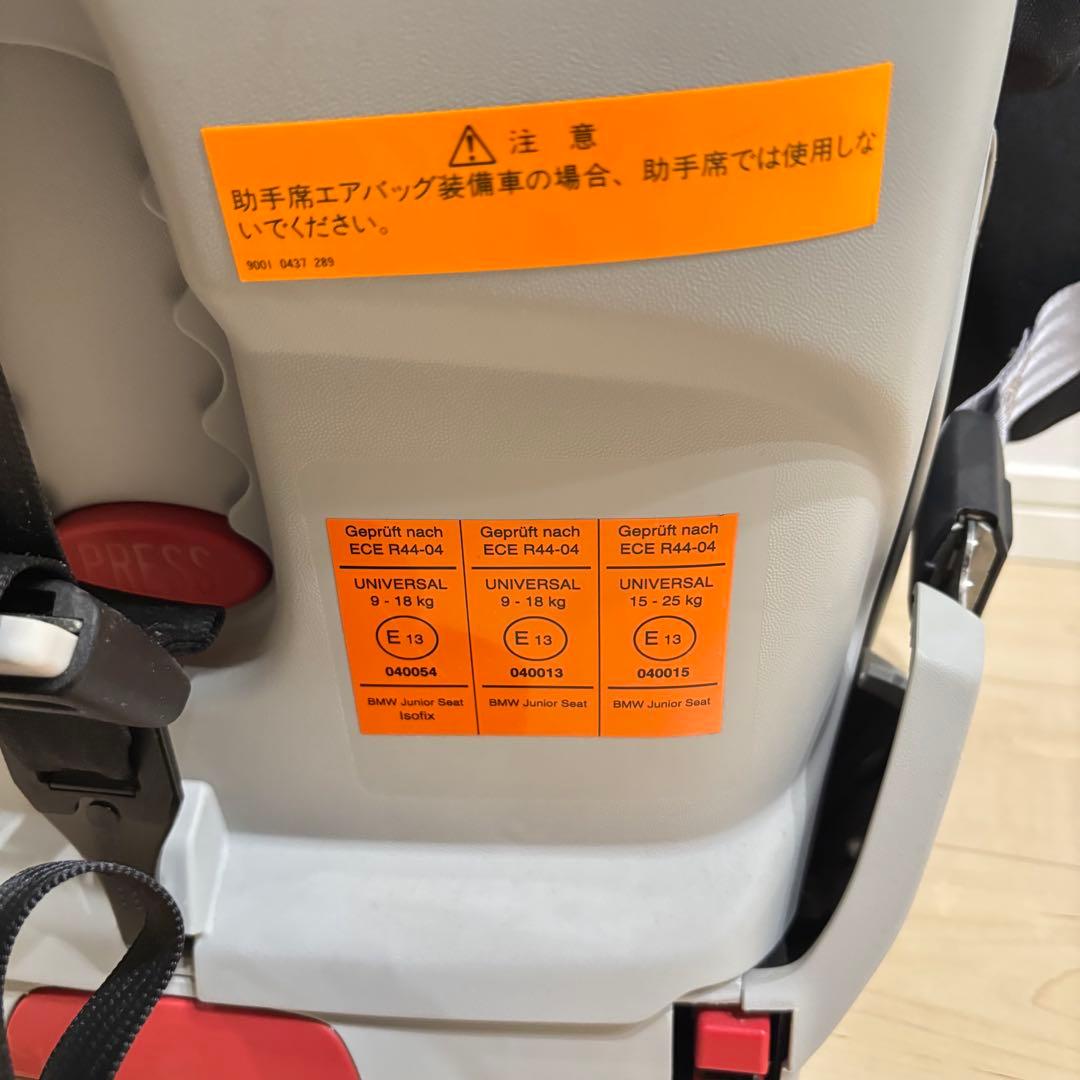 注 意
助手席エアバッグ装備車の場合、助手席では使用しな
いでください。
9001 0437 289
PRESS
Geprüft nach
ECE R44-04
UNIVERSAL
9 - 18 kg
E 13
040054
BMW Junior Seat
Isofix
Geprüft nach
ECE R44-04
UNIVERSAL
9 - 18 kg
E 13
040013
BMW Junior Seat
Geprüft nach
ECE R44-04
UNIVERSAL
15 - 25 kg
E 13
040015
BMW Junior Seat